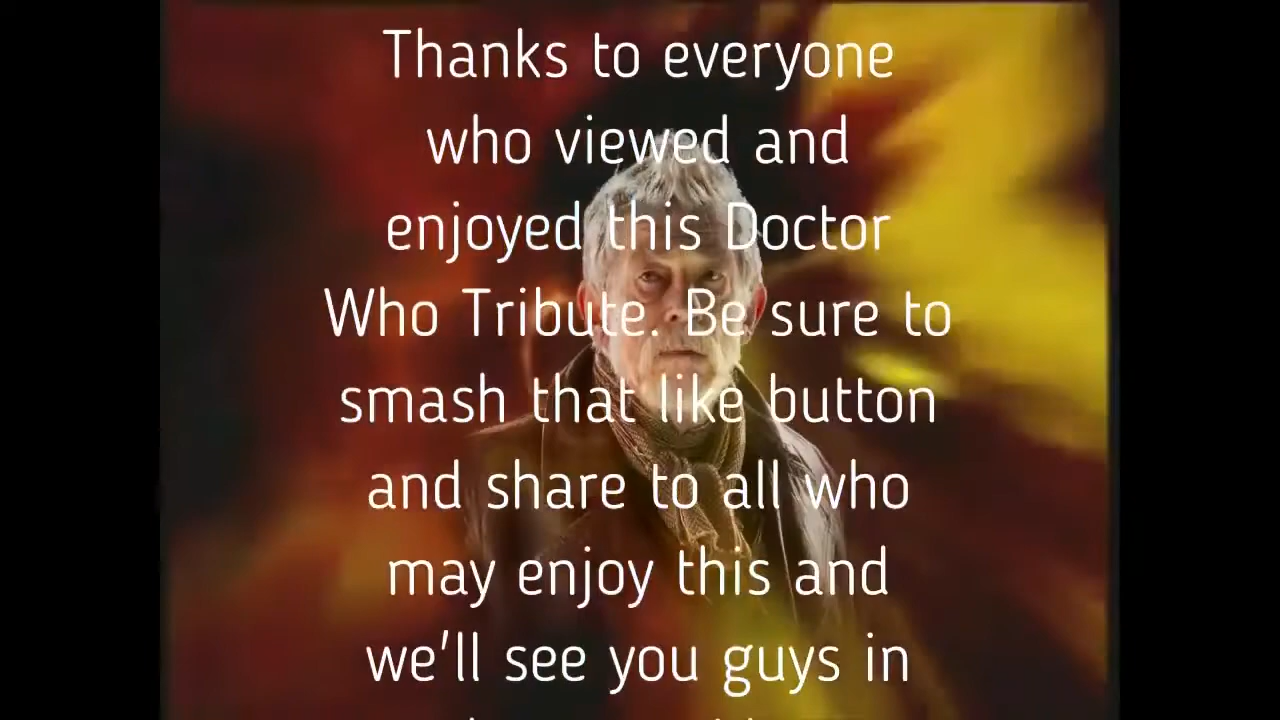 Thanks to everyone
who viewed and
enjoyed this Doctor
Who Tribute. Be sure to
smash that like button
and share to all who
may enjoy this and
we'll see you guys in